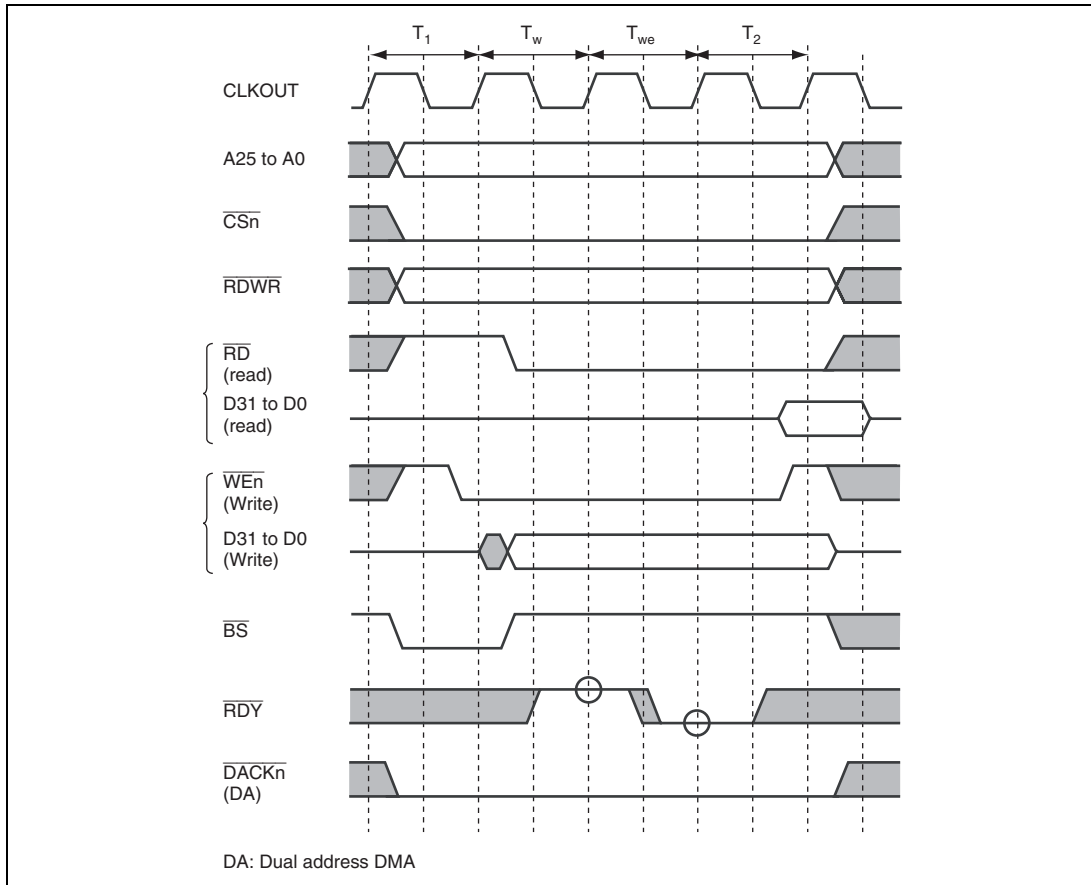 T1 Tw Twe T2
CLKOUT
A25 to A0
CSn
RDWR
RD
(read)
D31 to D0
(read)
WEn
(Write)
D31 to D0
(Write)
BS
RDY
DACKn
(DA)
DA: Dual address DMA